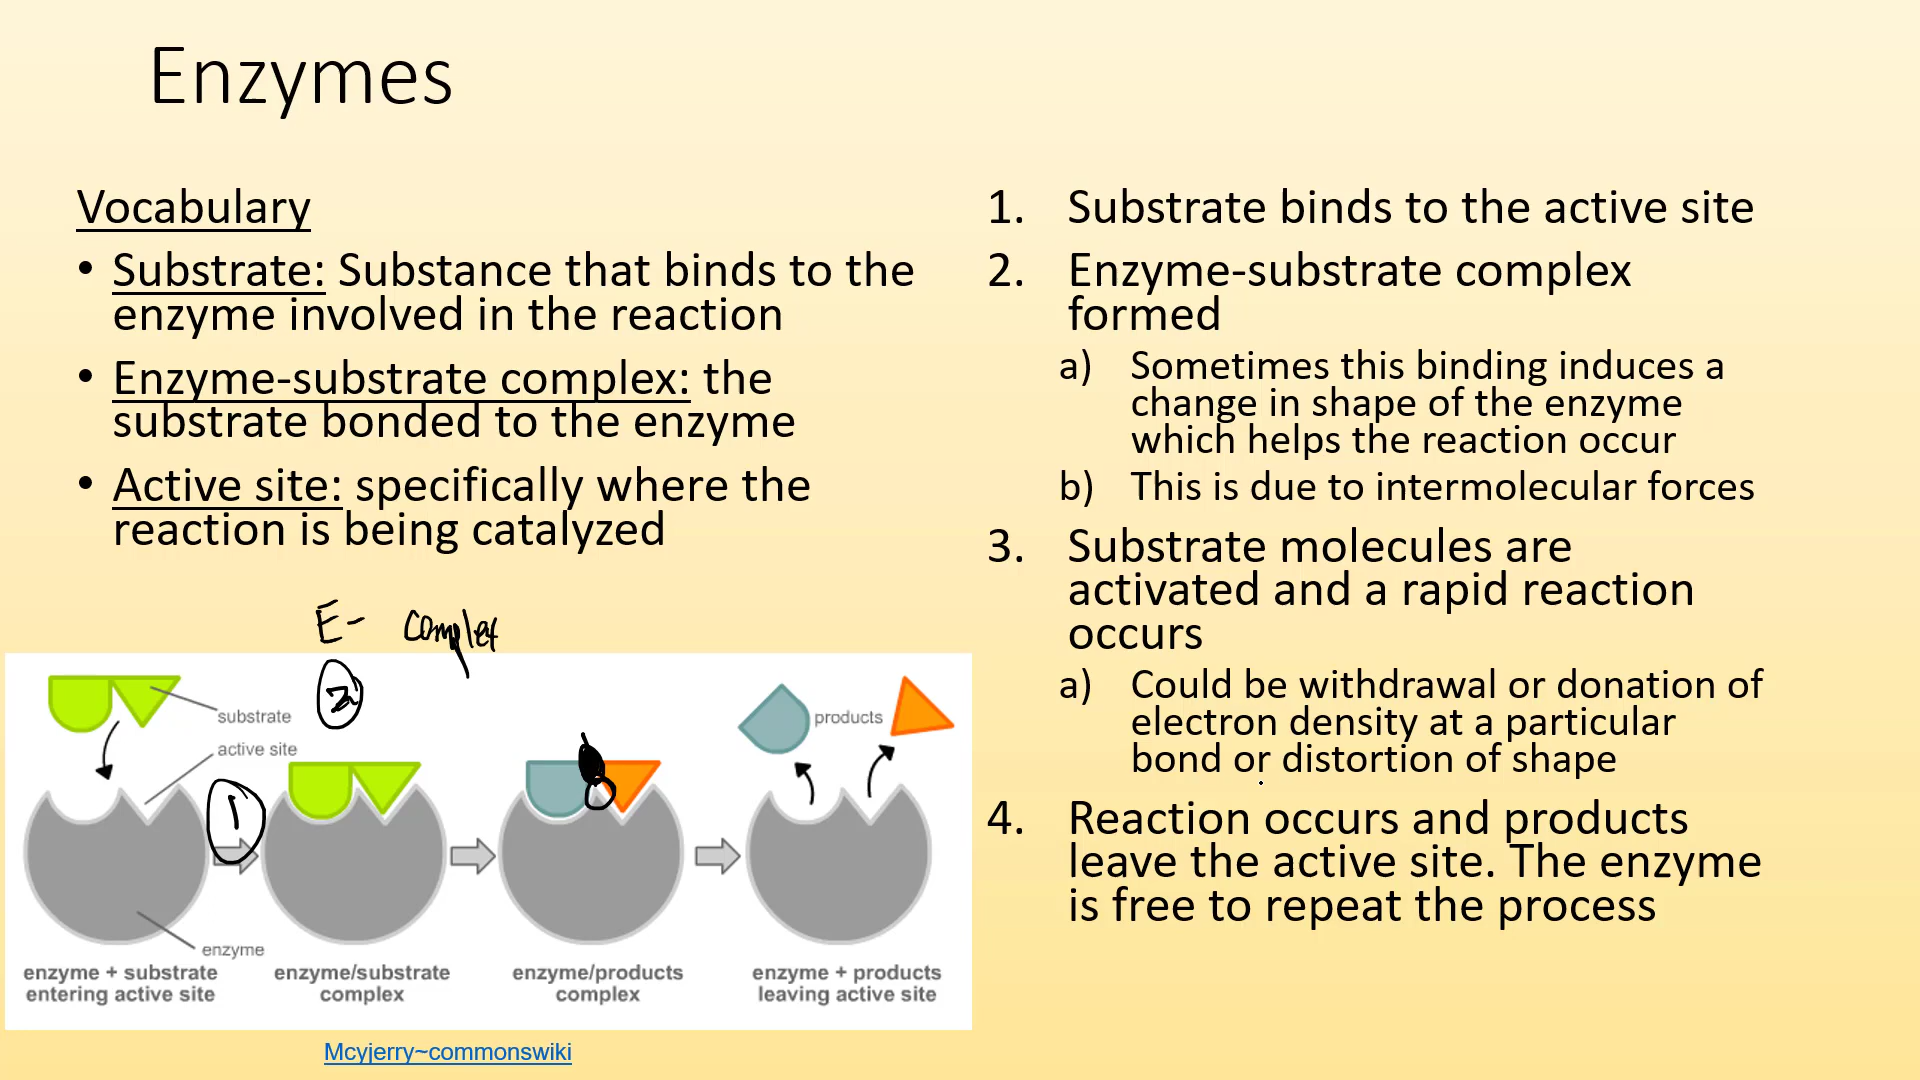 Enzymes
Vocabulary
• Substrate: Substance that binds to the
enzyme involved in the reaction
• Enzyme-substrate complex: the
substrate bonded to the enzyme
• Active site: specifically where the
reaction is being catalyzed
E- complex
2
substrate
active site
1
enzyme
products
enzyme + substrate
entering active site
enzyme/substrate
complex
enzyme/products
complex
enzyme + products
leaving active site
Mcyjerry~commonswiki
1. Substrate binds to the active site
2. Enzyme-substrate complex
formed
a) Sometimes this binding induces a
change in shape of the enzyme
which helps the reaction occur
b) This is due to intermolecular forces
3. Substrate molecules are
activated and a rapid reaction
occurs
a) Could be withdrawal or donation of
electron density at a particular
bond or distortion of shape
4. Reaction occurs and products
leave the active site. The enzyme
is free to repeat the process